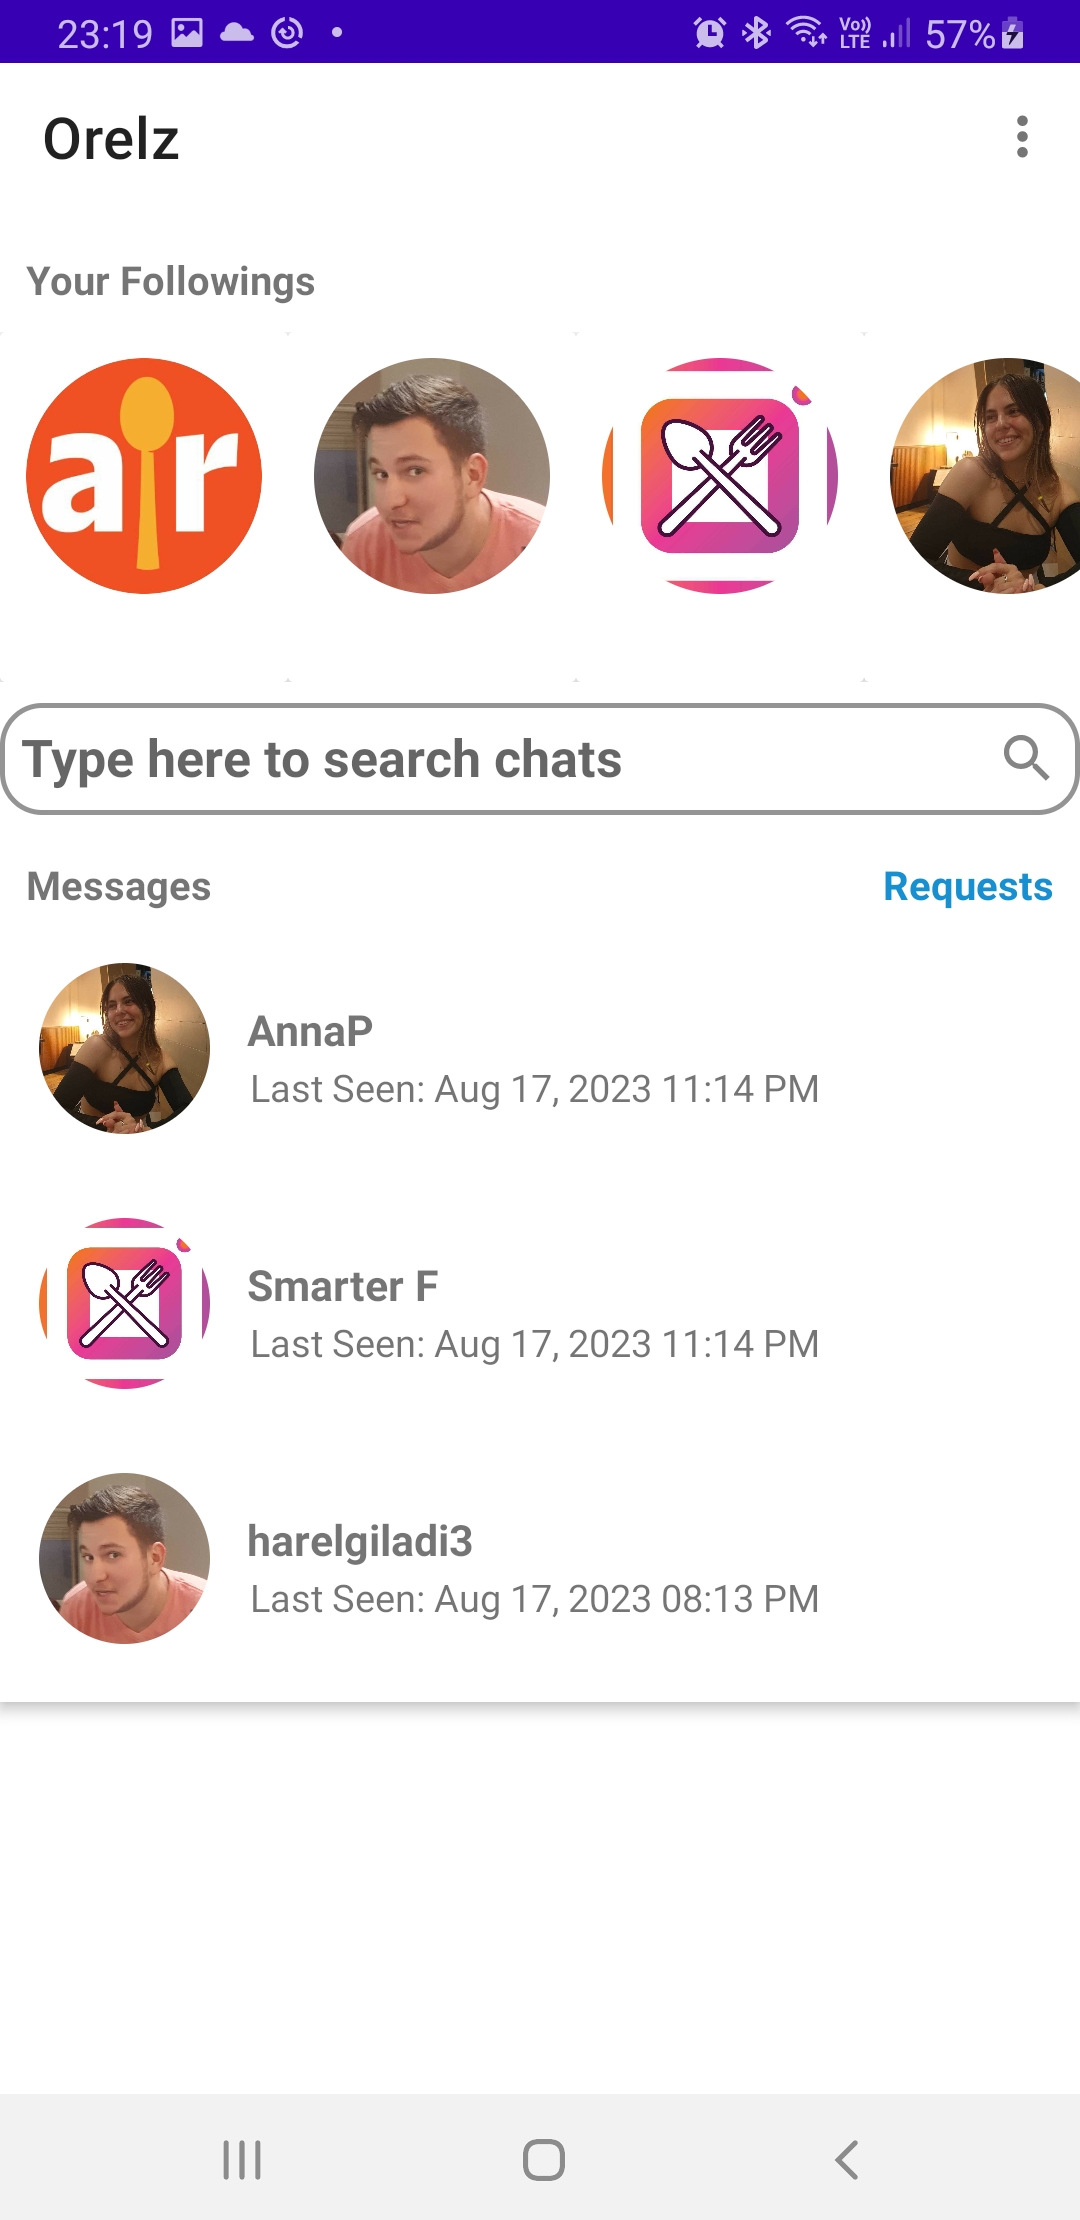 23:19 Vo)) LTE 57%
Orelz
Your Followings
air
Type here to search chats
Messages Requests
AnnaP
Last Seen: Aug 17, 2023 11:14 PM
Smarter F
Last Seen: Aug 17, 2023 11:14 PM
harelgiladi3
Last Seen: Aug 17, 2023 08:13 PM